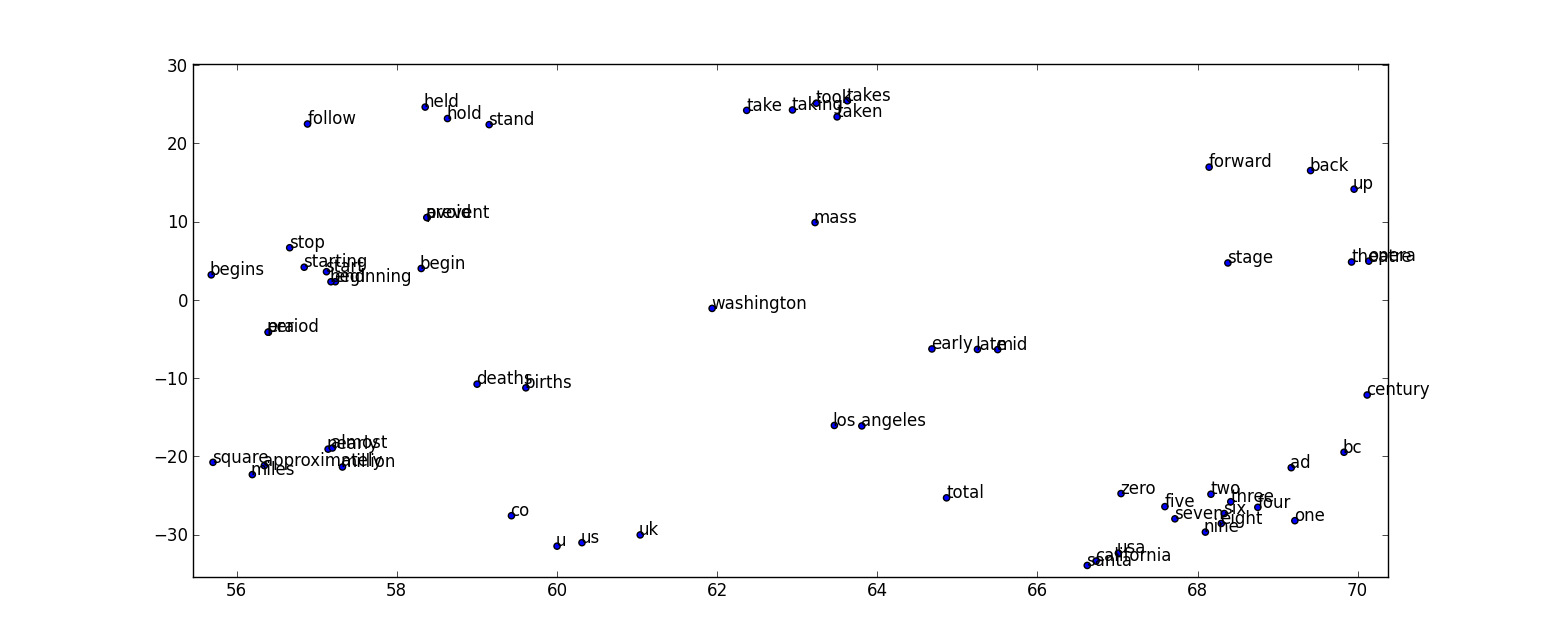 30
held
hold
stand
follow
take
taking
took
takes
taken
20
forward
back
up
10
prevent
mass
stop
starting
start
begins
beginning
begin
stage
theatre
opera
0
washington
period
early
late
mid
−10
deaths
births
century
los angeles
almost
nearly
square
approximately
million
miles
bc
ad
−20
total
zero
two
three
five
four
six
seven
eight
nine
one
co
−30
u
us
uk
usa
california
santa
56
58
60
62
64
66
68
70